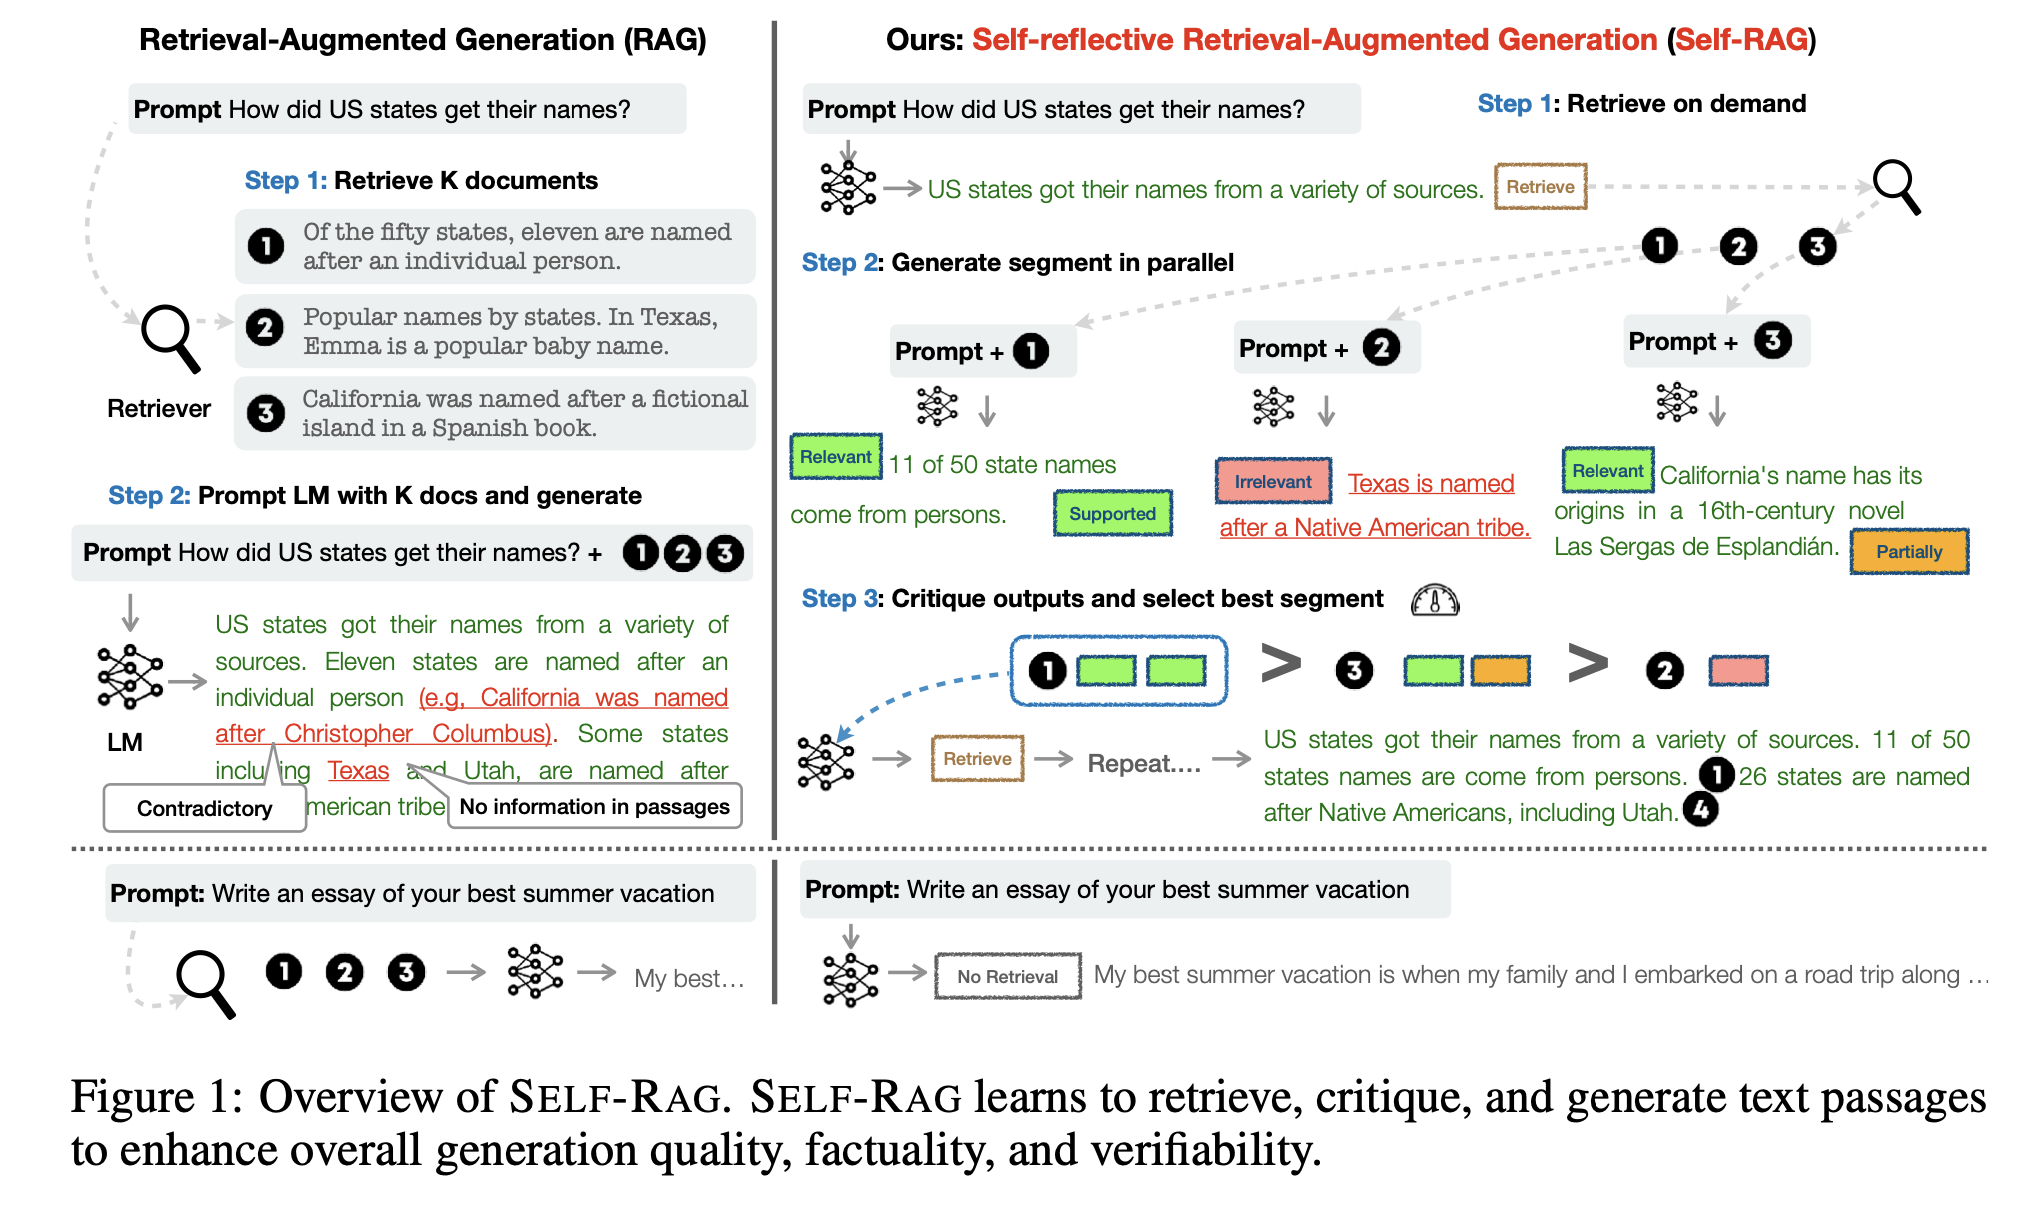 Retrieval-Augmented Generation (RAG)
Prompt How did US states get their names?
Step 1: Retrieve K documents
1 Of the fifty states, eleven are named
after an individual person.
2 Popular names by states. In Texas,
Emma is a popular baby name.
3 California was named after a fictional
island in a Spanish book.
Retriever
Step 2: Prompt LM with K docs and generate
Prompt How did US states get their names? + 1 2 3
US states got their names from a variety of
sources. Eleven states are named after an
individual person (e.g, California was named
after Christopher Columbus). Some states
including Texas and Utah, are named after
merican tribe
LM
Contradictory
No information in passages
Ours: Self-reflective Retrieval-Augmented Generation (Self-RAG)
Prompt How did US states get their names?
Step 1: Retrieve on demand
US states got their names from a variety of sources. Retrieve
1 2 3
Step 2: Generate segment in parallel
Prompt + 1
Relevant 11 of 50 state names
come from persons. Supported
Prompt + 2
Irrelevant Texas is named
after a Native American tribe.
Prompt + 3
Relevant California's name has its
origins in a 16th-century novel
Las Sergas de Esplandián. Partially
Step 3: Critique outputs and select best segment
1 > 3 > 2
Retrieve Repeat....
US states got their names from a variety of sources. 11 of 50
states names are come from persons. 1 26 states are named
after Native Americans, including Utah. 4
Prompt: Write an essay of your best summer vacation
1 2 3 My best...
Prompt: Write an essay of your best summer vacation
No Retrieval My best summer vacation is when my family and I embarked on a road trip along ...
Figure 1: Overview of SELF-RAG. SELF-RAG learns to retrieve, critique, and generate text passages
to enhance overall generation quality, factuality, and verifiability.